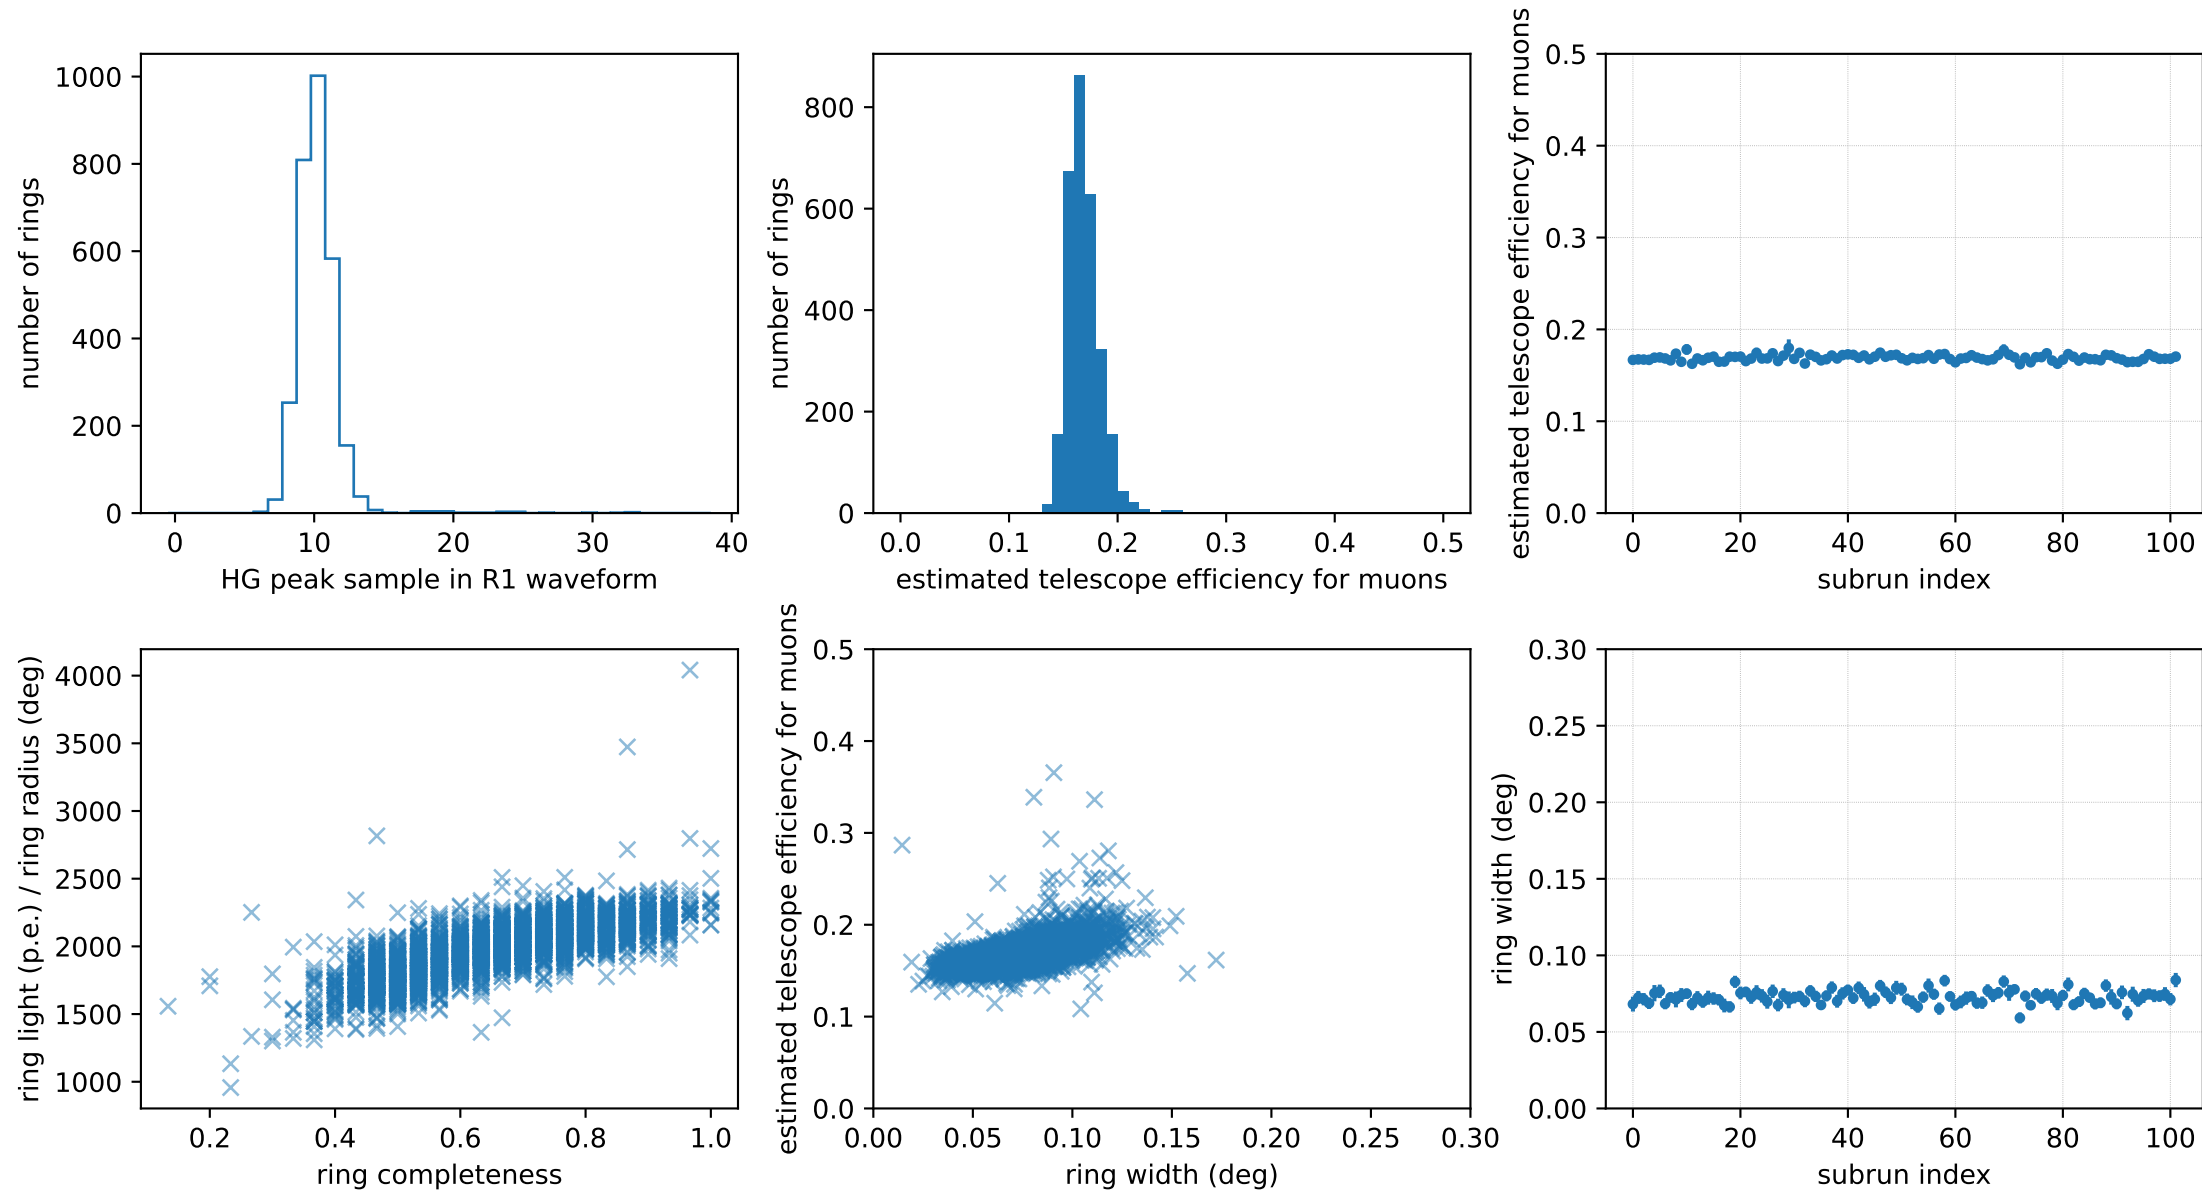 number of rings
1000
800
600
400
200
0
0 10 20 30 40
HG peak sample in R1 waveform
number of rings
800
600
400
200
0
0.0 0.1 0.2 0.3 0.4 0.5
estimated telescope efficiency for muons
estimated telescope efficiency for muons
0.5
0.4
0.3
0.2
0.1
0.0
0 20 40 60 80 100
subrun index
ring light (p.e.) / ring radius (deg)
4000
3500
3000
2500
2000
1500
1000
0.2 0.4 0.6 0.8 1.0
ring completeness
estimated telescope efficiency for muons
0.5
0.4
0.3
0.2
0.1
0.0
0.00 0.05 0.10 0.15 0.20 0.25 0.30
ring width (deg)
ring width (deg)
0.30
0.25
0.20
0.15
0.10
0.05
0.00
0 20 40 60 80 100
subrun index